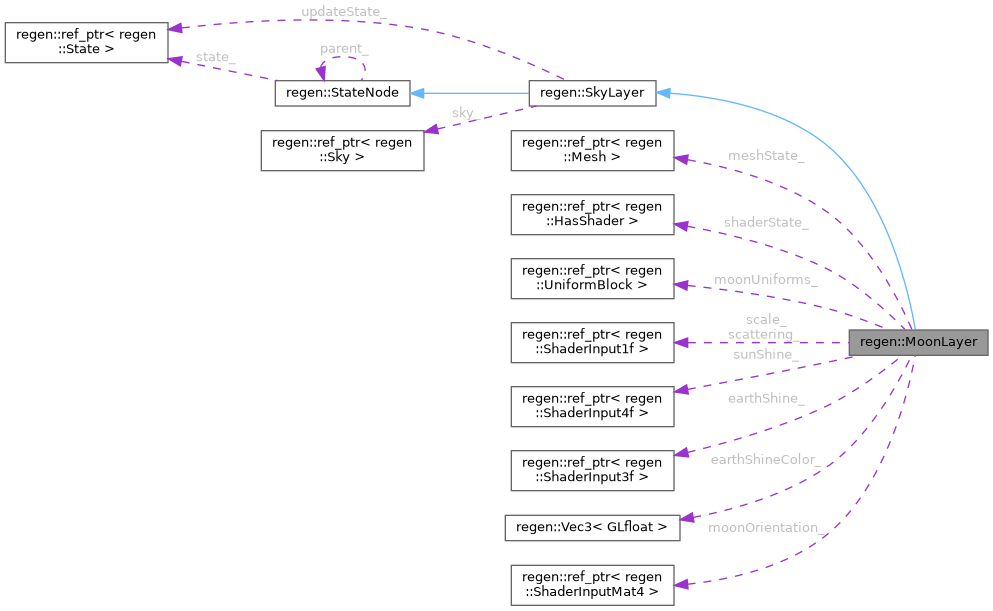 updateState_
regen::ref_ptr< regen
::State >
parent_
state_
regen::StateNode
regen::SkyLayer
sky_
regen::ref_ptr< regen
::Sky >
regen::ref_ptr< regen
::Mesh >
meshState_
regen::ref_ptr< regen
::HasShader >
shaderState_
regen::ref_ptr< regen
::UniformBlock >
moonUniforms_
scale_
scattering_
regen::ref_ptr< regen
::ShaderInput1f >
regen::MoonLayer
sunShine_
regen::ref_ptr< regen
::ShaderInput4f >
earthShine_
regen::ref_ptr< regen
::ShaderInput3f >
earthShineColor_
regen::Vec3< GLfloat >
moonOrientation_
regen::ref_ptr< regen
::ShaderInputMat4 >